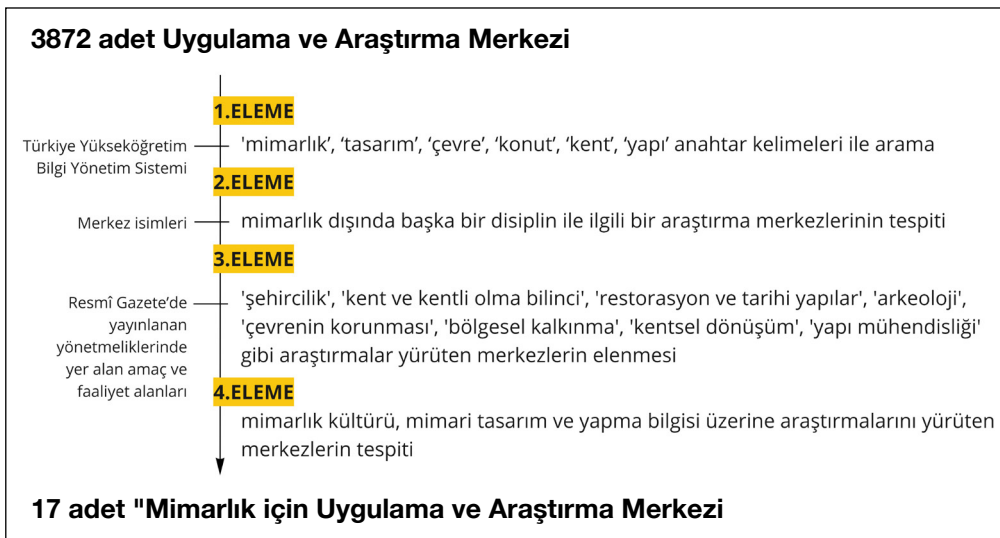 3872 adet Uygulama ve Araştırma Merkezi
1.ELEME
Türkiye Yükseköğretim
Bilgi Yönetim Sistemi
'mimarlık’, ‘tasarım’, ‘çevre’, ‘konut’, ‘kent’, ‘yapı’ anahtar kelimeleri ile arama
2.ELEME
Merkez isimleri
mimarlık dışında başka bir disiplin ile ilgili bir araştırma merkezlerinin tespiti
3.ELEME
Resmî Gazete’de
yayınlanan
yönetmeliklerinde
yer alan amaç ve
faaliyet alanları
'şehircilik', 'kent ve kentli olma bilinci', 'restorasyon ve tarihi yapılar', 'arkeoloji',
'çevrenin korunması', 'bölgesel kalkınma', 'kentsel dönüşüm', 'yapı mühendisliği'
gibi araştırmalar yürüten merkezlerin elenmesi
4.ELEME
mimarlık kültürü, mimari tasarım ve yapma bilgisi üzerine araştırmalarını yürüten
merkezlerin tespiti
17 adet "Mimarlık için Uygulama ve Araştırma Merkezi